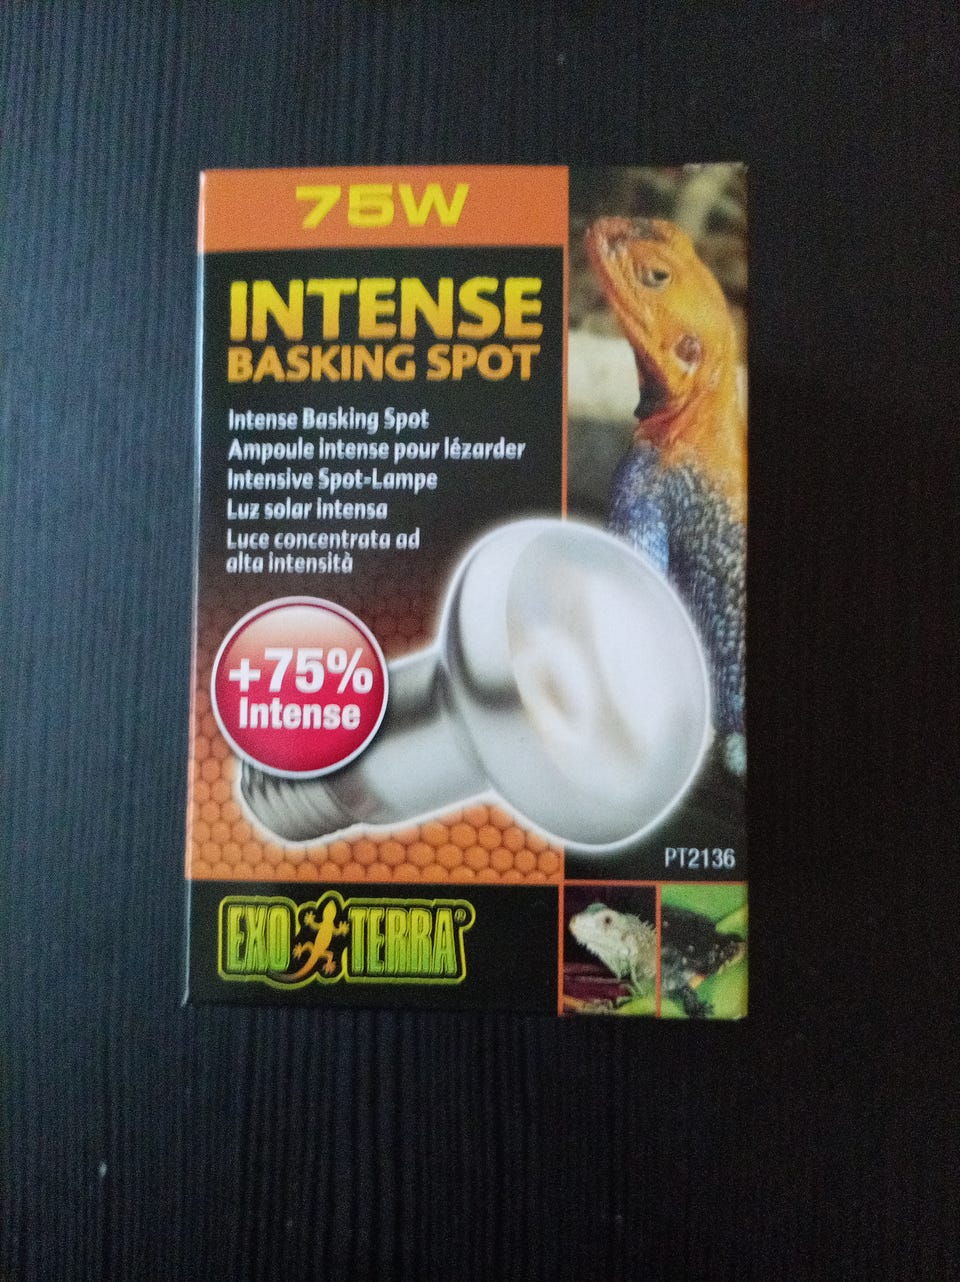 75W
INTENSE
BASKING SPOT
Intense Basking Spot
Ampoule intense pour lézarder
Intensive Spot-Lampe
Luz solar intensa
Luce concentrata ad
alta intensità
+75%
Intense
PT2136
EXO TERRA®